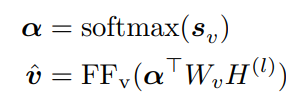 α = softmax(s_v)
v̂ = FF_v(α^⊤ W_v H^(l))